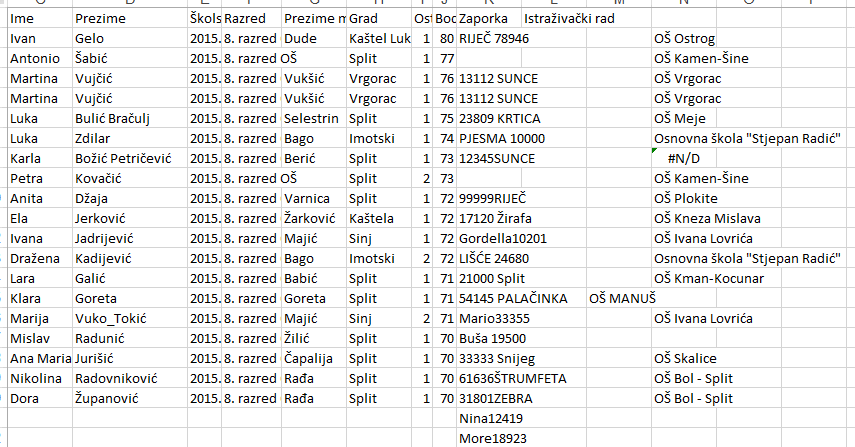 Ime Prezime Školsk Razred Prezime m Grad Ost Bod Zaporka Istraživački rad
Ivan Gelo 2015. 8. razred Dude Kaštel Luk 1 80 RIJEČ 78946 OŠ Ostrog
Antonio Šabić 2015. 8. razred OŠ Split 1 77 OŠ Kamen-Šine
Martina Vujčić 2015. 8. razred Vukšić Vrgorac 1 76 13112 SUNCE OŠ Vrgorac
Martina Vujčić 2015. 8. razred Vukšić Vrgorac 1 76 13112 SUNCE OŠ Vrgorac
Luka Bulić Bračulj 2015. 8. razred Selestrin Split 1 75 23809 KRTICA OŠ Meje
Luka Zdilar 2015. 8. razred Bago Imotski 1 74 PJESMA 10000 Osnovna škola "Stjepan Radić"
Karla Božić Petričević 2015. 8. razred Berić Split 1 73 12345SUNCE #N/D
Petra Kovačić 2015. 8. razred OŠ Split 2 73 OŠ Kamen-Šine
Anita Džaja 2015. 8. razred Varnica Split 1 72 99999RIJEČ OŠ Plokite
Ela Jerković 2015. 8. razred Žarković Kaštela 1 72 17120 Žirafa OŠ Kneza Mislava
Ivana Jadrijević 2015. 8. razred Majić Sinj 1 72 Gordella10201 OŠ Ivana Lovrića
Dražena Kadijević 2015. 8. razred Bago Imotski 2 72 LIŠĆE 24680 Osnovna škola "Stjepan Radić"
Lara Galić 2015. 8. razred Babić Split 1 71 21000 Split OŠ Kman-Kocunar
Klara Goreta 2015. 8. razred Goreta Split 1 71 54145 PALAČINKA OŠ MANUŠ
Marija Vuko_Tokić 2015. 8. razred Majić Sinj 2 71 Mario33355 OŠ Ivana Lovrića
Mislav Radunić 2015. 8. razred Žilić Split 1 70 Buša 19500
Ana Maria Jurišić 2015. 8. razred Čapalija Split 1 70 33333 Snijeg OŠ Skalice
Nikolina Radovniković 2015. 8. razred Rađa Split 1 70 61636ŠTRUMFETA OŠ Bol - Split
Dora Županović 2015. 8. razred Rađa Split 1 70 31801ZEBRA OŠ Bol - Split
Nina12419
More18923